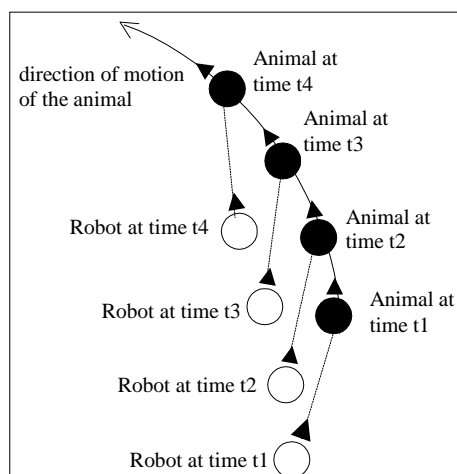 Animal at
time t4
direction of motion
of the animal
Animal at
time t3
Robot at time t4
Animal at
time t2
Robot at time t3
Animal at
time t1
Robot at time t2
Robot at time t1